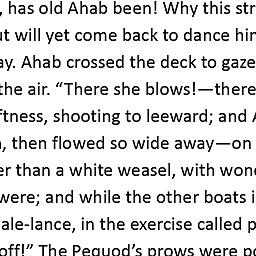 , has old Ahab been! Why this str
ut will yet come back to dance hin
ay. Ahab crossed the deck to gaze
the air. “There she blows!—there
ftness, shooting to leeward; and A
, then flowed so wide away—on
er than a white weasel, with won
were; and while the other boats i
ale-lance, in the exercise called p
off!” The Pequod’s prows were po